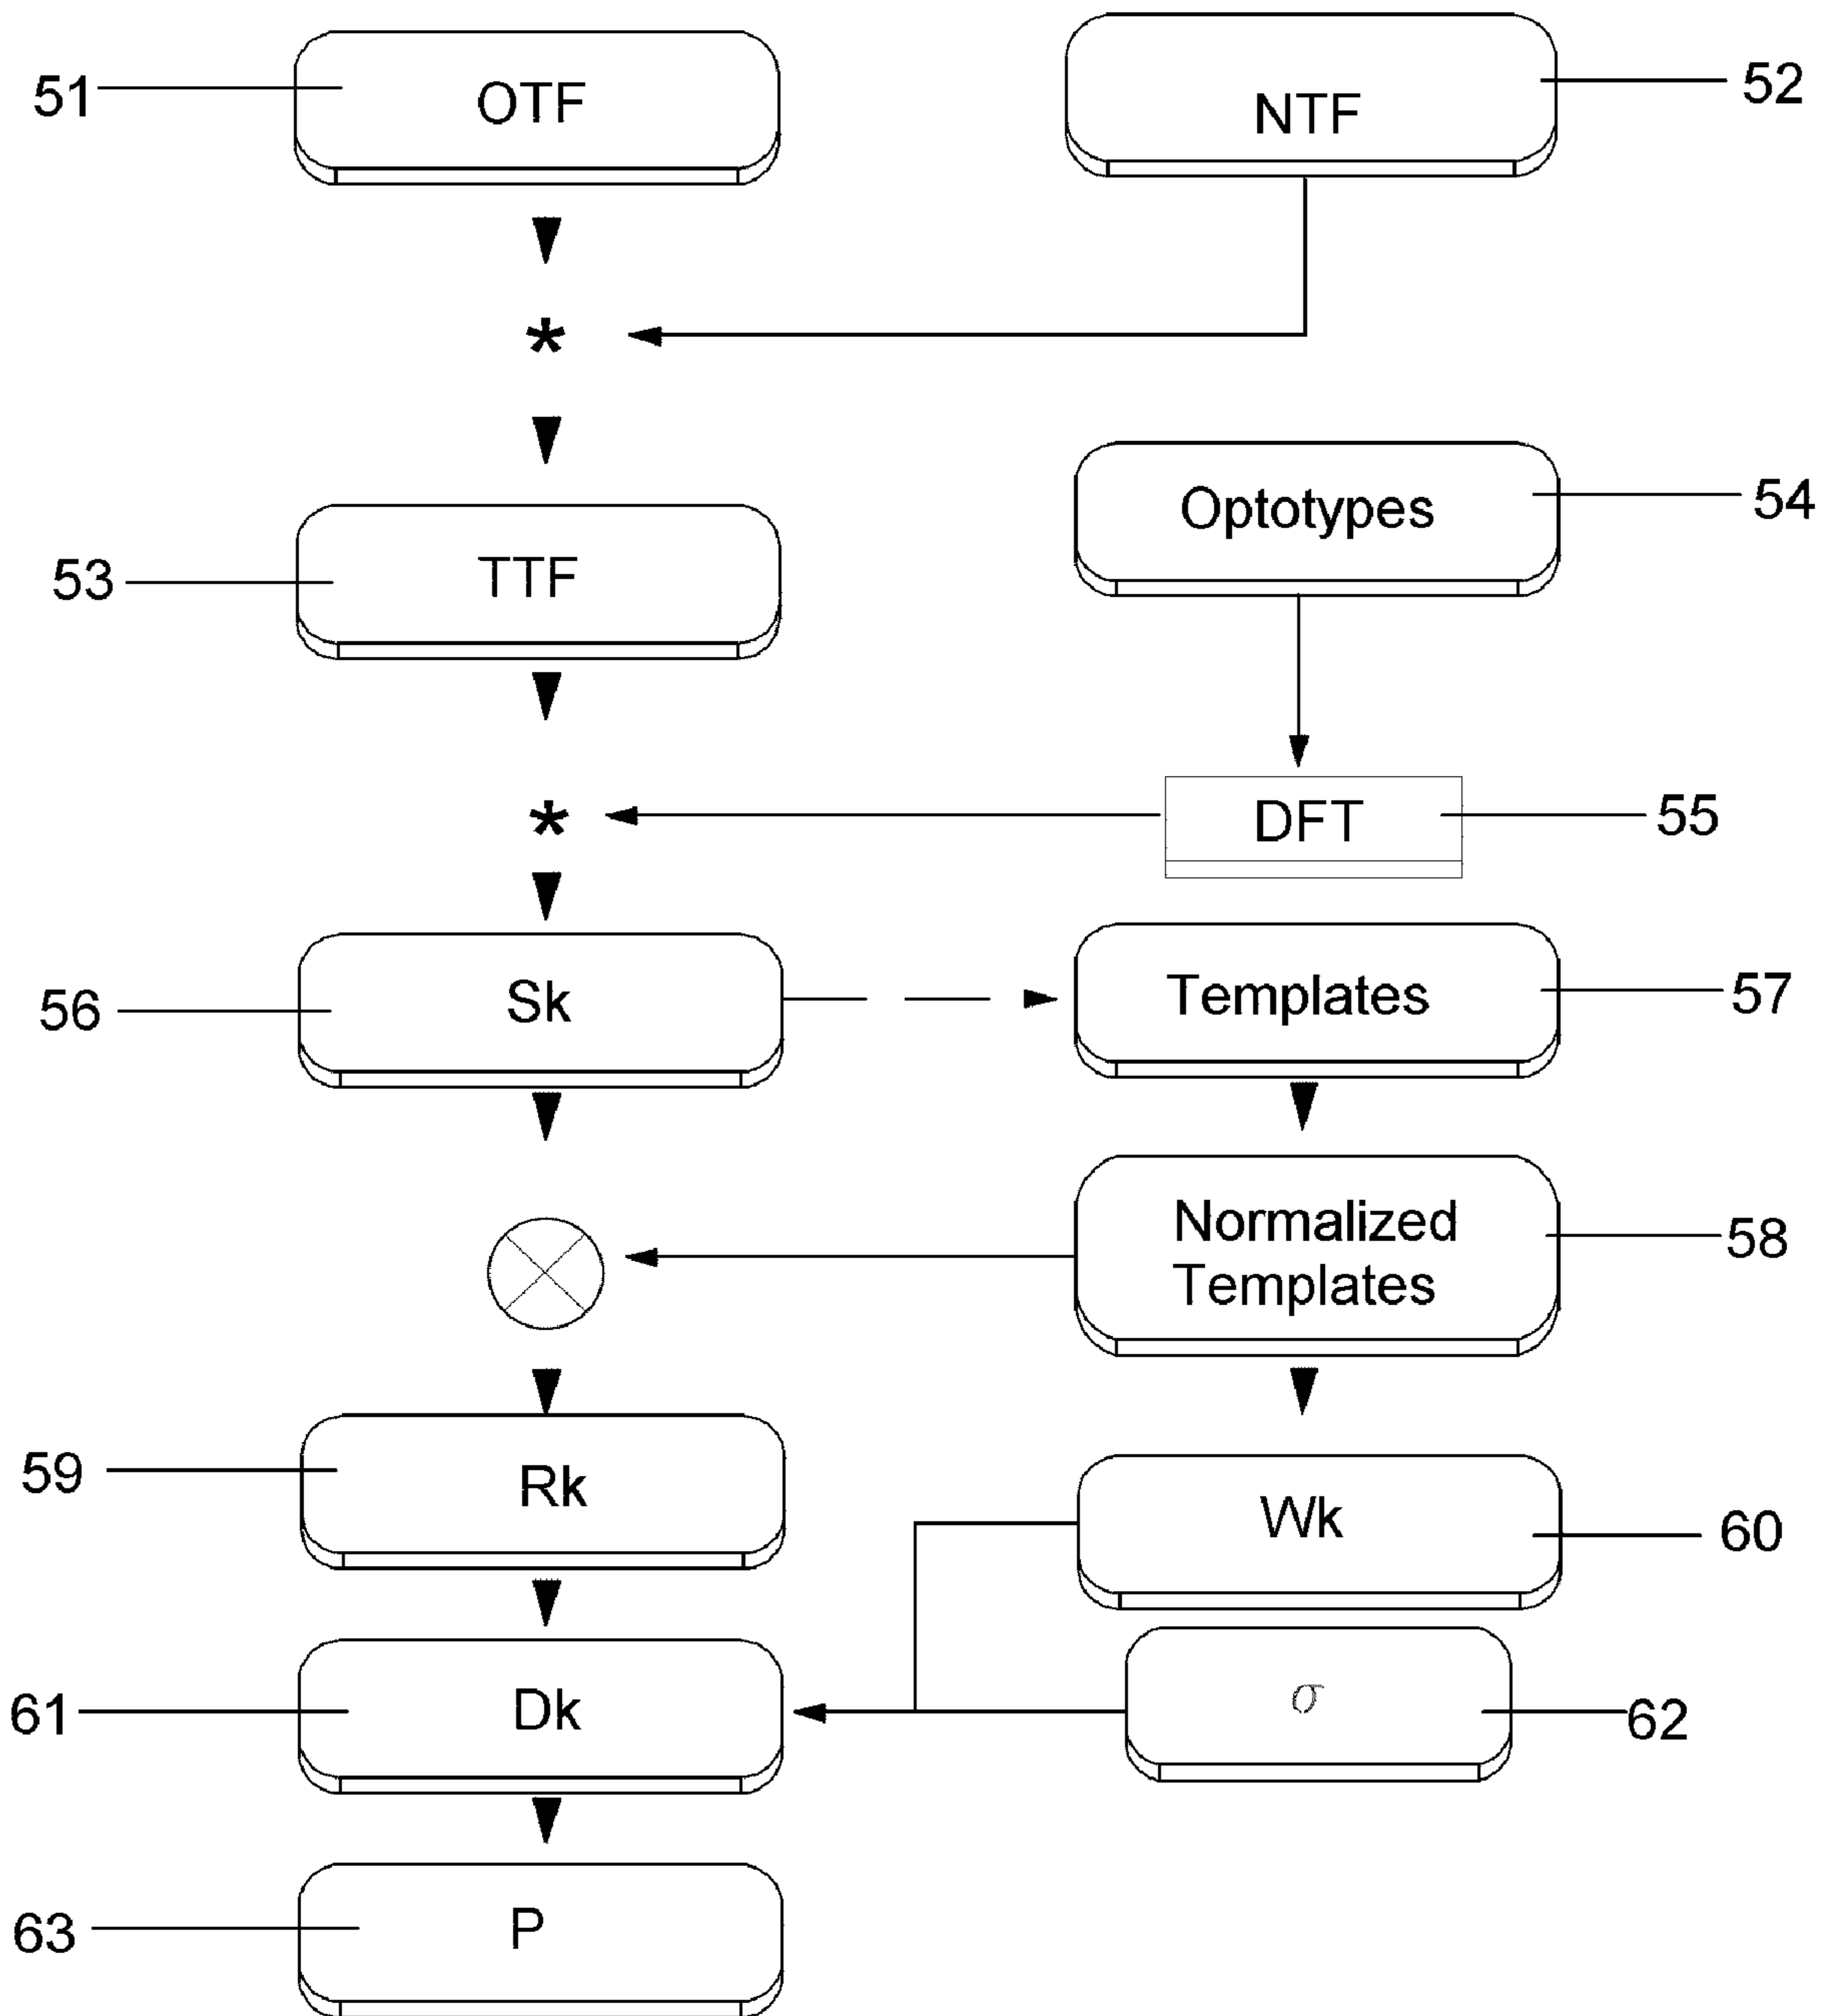 51
OTF
NTF
52
*
53
TTF
Optotypes
54
*
DFT
55
56
Sk
Templates
57
Normalized
Templates
58
59
Rk
Wk
60
61
Dk
σ
62
63
P